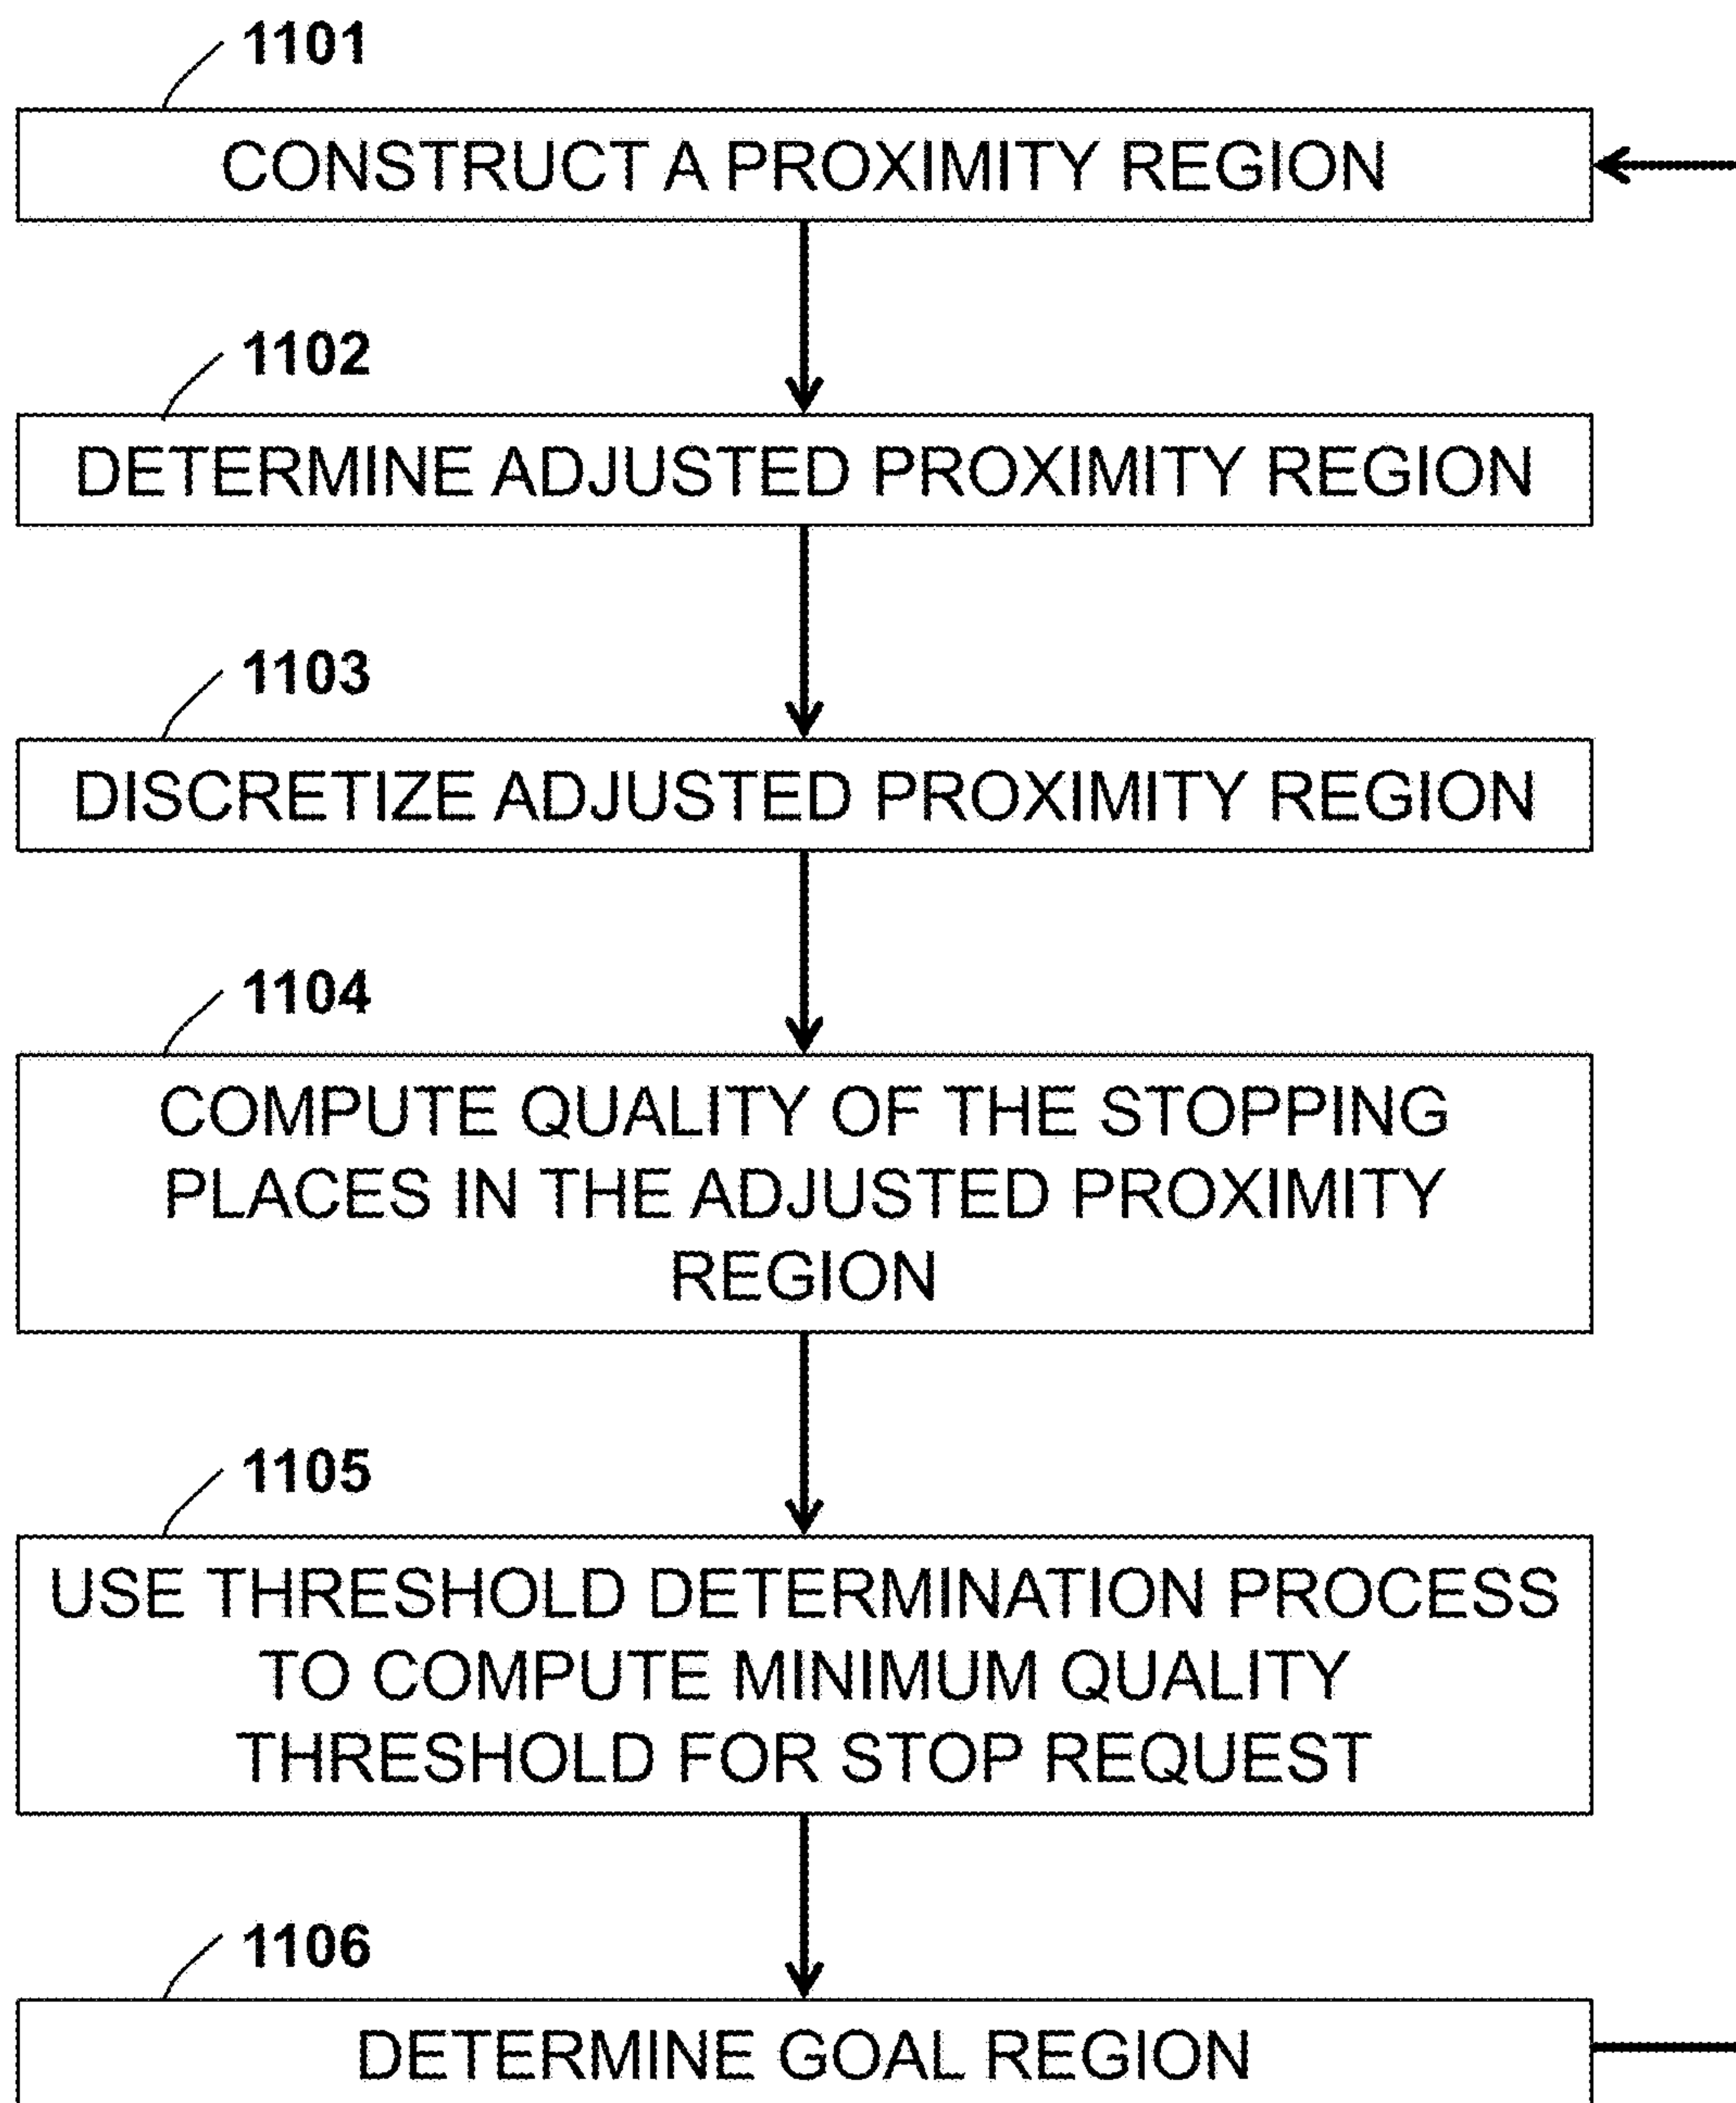 1101
CONSTRUCT A PROXIMITY REGION
1102
DETERMINE ADJUSTED PROXIMITY REGION
1103
DISCRETIZE ADJUSTED PROXIMITY REGION
1104
COMPUTE QUALITY OF THE STOPPING
PLACES IN THE ADJUSTED PROXIMITY
REGION
1105
USE THRESHOLD DETERMINATION PROCESS
TO COMPUTE MINIMUM QUALITY
THRESHOLD FOR STOP REQUEST
1106
DETERMINE GOAL REGION